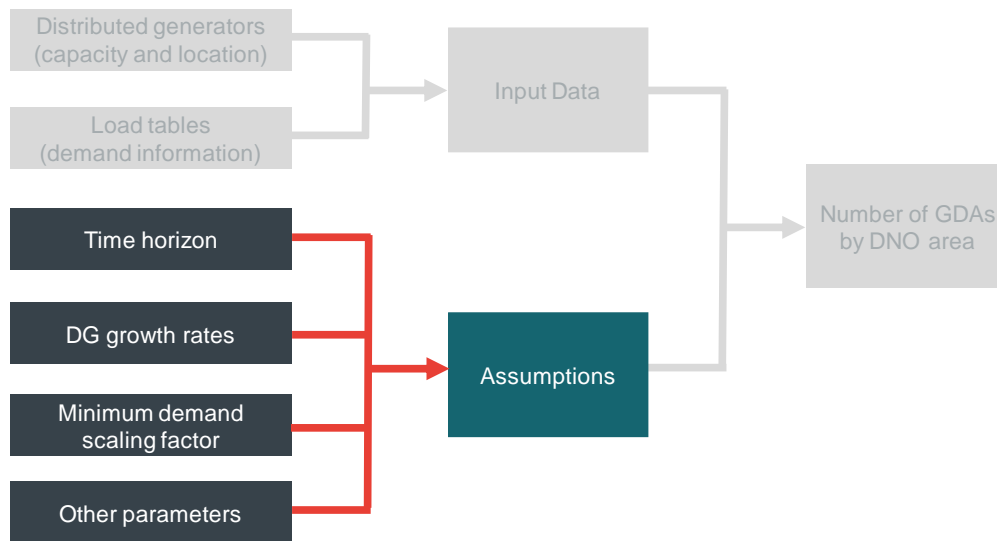 Distributed generators
(capacity and location)
Input Data
Load tables
(demand information)
Number of GDAs
by DNO area
Time horizon
DG growth rates
Assumptions
Minimum demand
scaling factor
Other parameters